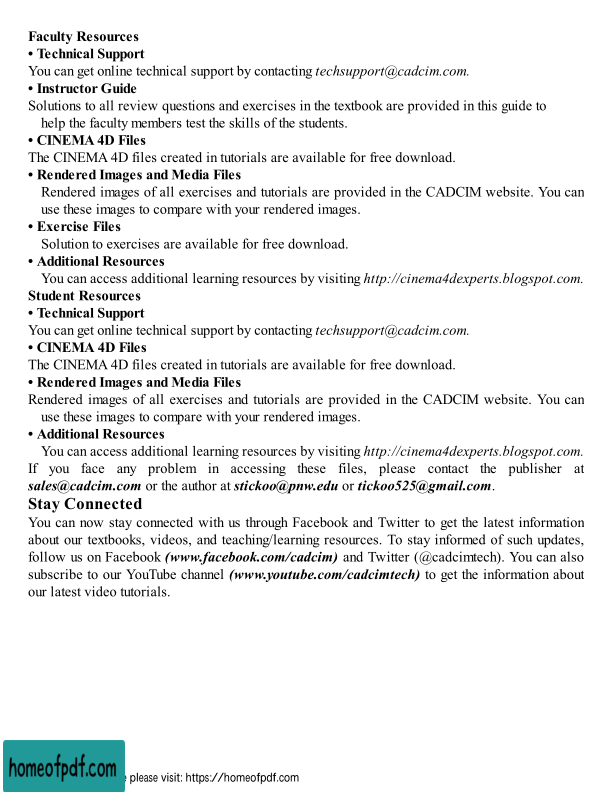 Faculty Resources
• Technical Support
You can get online technical support by contacting techsupport@cadcim.com.
• Instructor Guide
Solutions to all review questions and exercises in the textbook are provided in this guide to
help the faculty members test the skills of the students.
• CINEMA 4D Files
The CINEMA 4D files created in tutorials are available for free download.
• Rendered Images and Media Files
Rendered images of all exercises and tutorials are provided in the CADCIM website. You can
use these images to compare with your rendered images.
• Exercise Files
Solution to exercises are available for free download.
• Additional Resources
You can access additional learning resources by visiting http://cinema4dexperts.blogspot.com.
Student Resources
• Technical Support
You can get online technical support by contacting techsupport@cadcim.com.
• CINEMA 4D Files
The CINEMA 4D files created in tutorials are available for free download.
• Rendered Images and Media Files
Rendered images of all exercises and tutorials are provided in the CADCIM website. You can
use these images to compare with your rendered images.
• Additional Resources
You can access additional learning resources by visiting http://cinema4dexperts.blogspot.com.
If you face any problem in accessing these files, please contact the publisher at
sales@cadcim.com or the author at stickoo@pnw.edu or tickoo525@gmail.com.
Stay Connected
You can now stay connected with us through Facebook and Twitter to get the latest information
about our textbooks, videos, and teaching/learning resources. To stay informed of such updates,
follow us on Facebook (www.facebook.com/cadcim) and Twitter (@cadcimtech). You can also
subscribe to our YouTube channel (www.youtube.com/cadcimtech) to get the information about
our latest video tutorials.
homeofpdf.com
please visit: https://homeofpdf.com